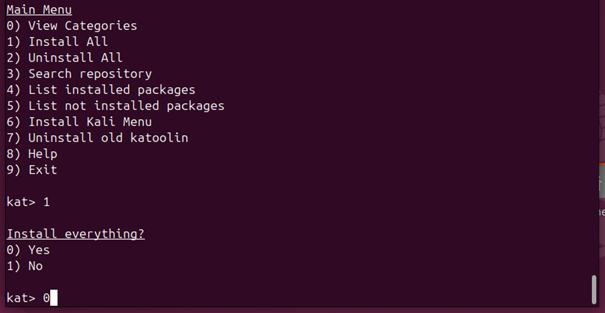 Main Menu
0) View Categories
1) Install All
2) Uninstall All
3) Search repository
4) List installed packages
5) List not installed packages
6) Install Kali Menu
7) Uninstall old katoolin
8) Help
9) Exit
kat> 1
Install everything?
0) Yes
1) No
kat> 0